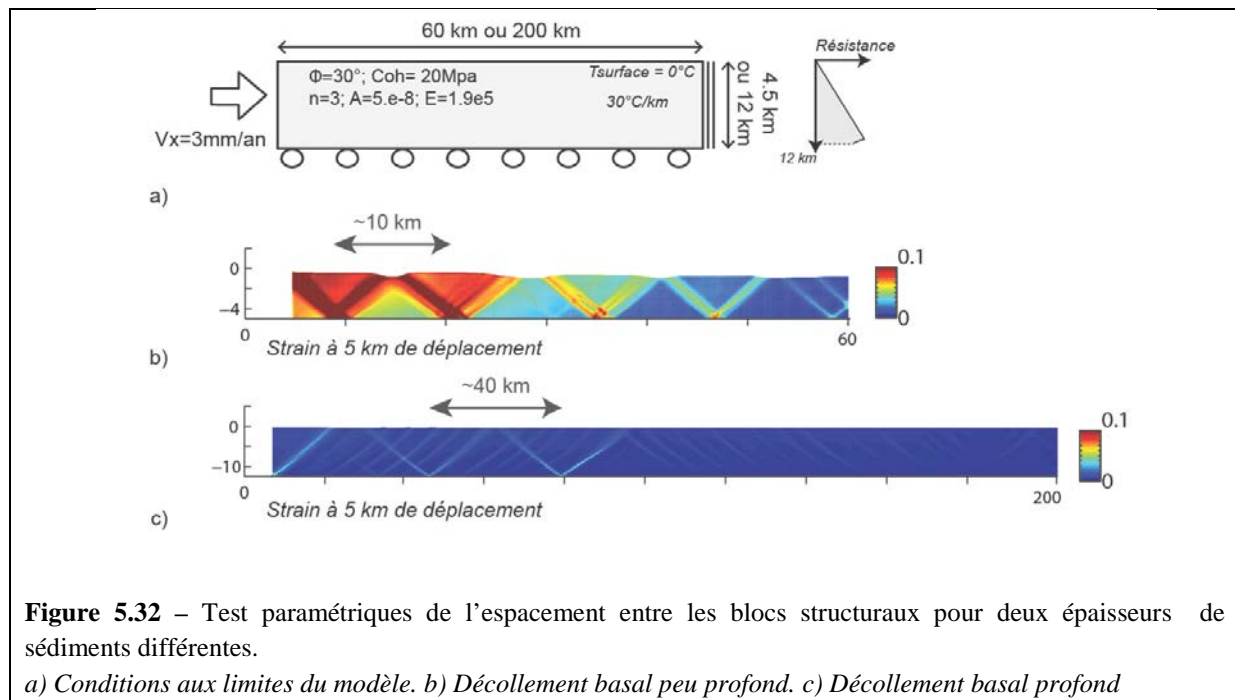 60 km ou 200 km
Résistance
Φ=30°; Coh= 20Mpa
Tsurface = 0°C
n=3; A=5.e-8; E=1.9e5
30°C/km
4.5 km
ou 12 km
Vx=3mm/an
12 km
a)
~10 km
0
-4
0
60
0.1
0
Strain à 5 km de déplacement
b)
~40 km
0
-10
0
200
0.1
0
Strain à 5 km de déplacement
c)
Figure 5.32 – Test paramétriques de l'espacement entre les blocs structuraux pour deux épaisseurs de
sédiments différentes.
a) Conditions aux limites du modèle. b) Décollement basal peu profond. c) Décollement basal profond